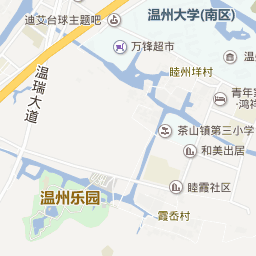 迪艾台球主题吧
温州大学(南区)
万锋超市
温
睦州垟村
温瑞大道
青年
鸿祥
茶山镇第三小学
和美出居
睦霞社区
温州乐园
霞岙村